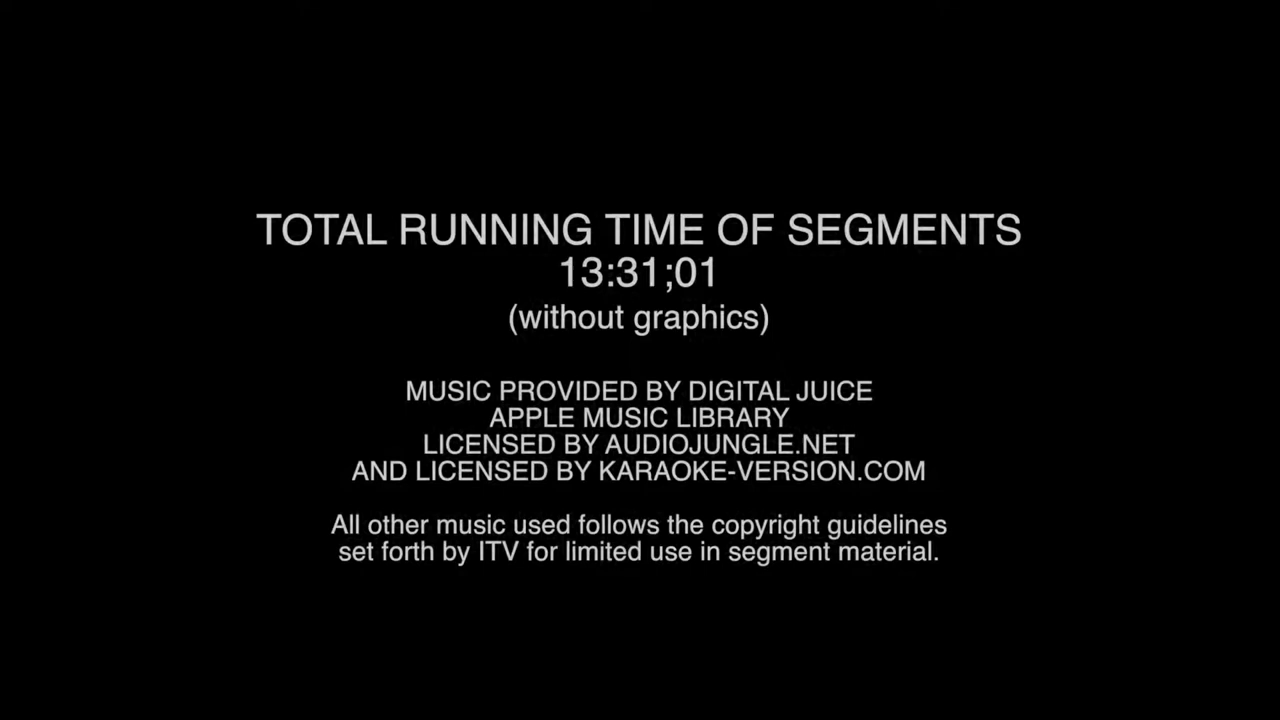 TOTAL RUNNING TIME OF SEGMENTS
13:31;01
(without graphics)
MUSIC PROVIDED BY DIGITAL JUICE
APPLE MUSIC LIBRARY
LICENSED BY AUDIOJUNGLE.NET
AND LICENSED BY KARAOKE-VERSION.COM
All other music used follows the copyright guidelines
set forth by ITV for limited use in segment material.